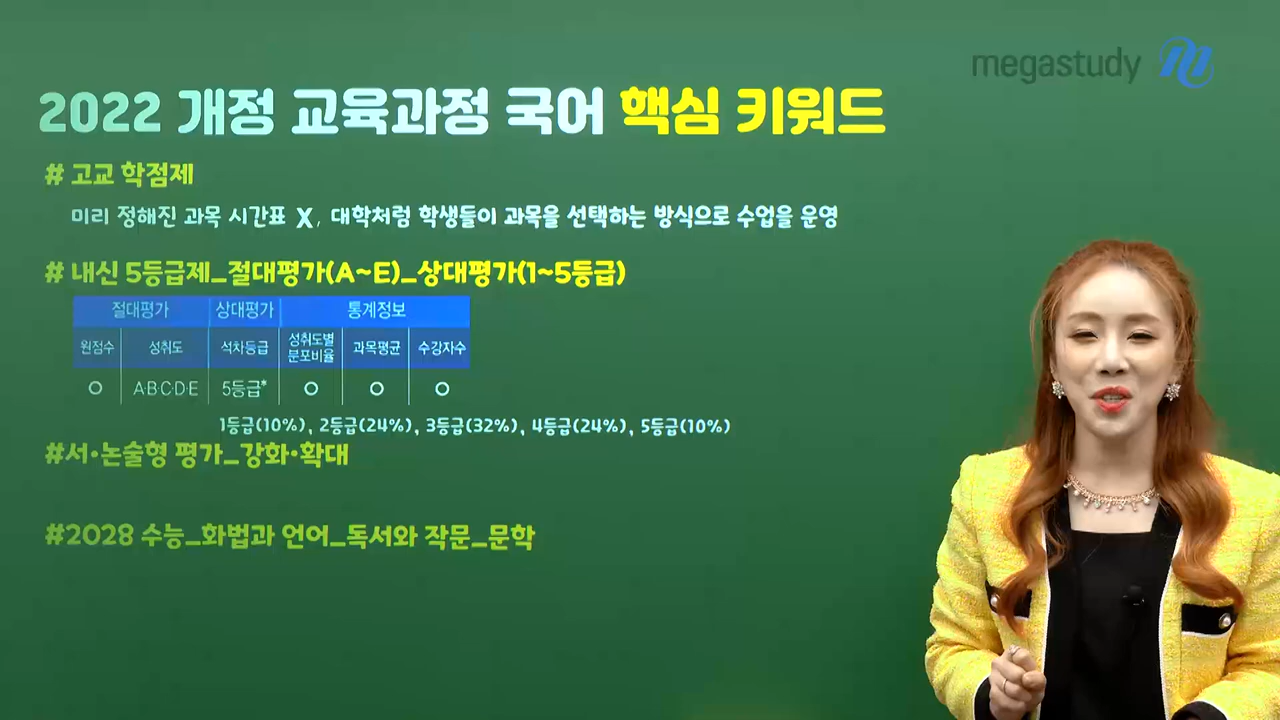 megastudy
2022 개정 교육과정 국어 핵심 키워드
# 고교 학점제
미리 정해진 과목 시간표 X, 대학처럼 학생들이 과목을 선택하는 방식으로 수업을 운영
# 내신 5등급제_절대평가(A~E)_상대평가(1~5등급)
절대평가 상대평가 통계정보
원점수 성취도 석차등급 성취도별 분포비율 과목평균 수강자수
O A·B·C·D·E 5등급* O O O
1등급(10%), 2등급(24%), 3등급(32%), 4등급(24%), 5등급(10%)
#서·논술형 평가_강화·확대
#2028 수능_화법과 언어_독서와 작문_문학